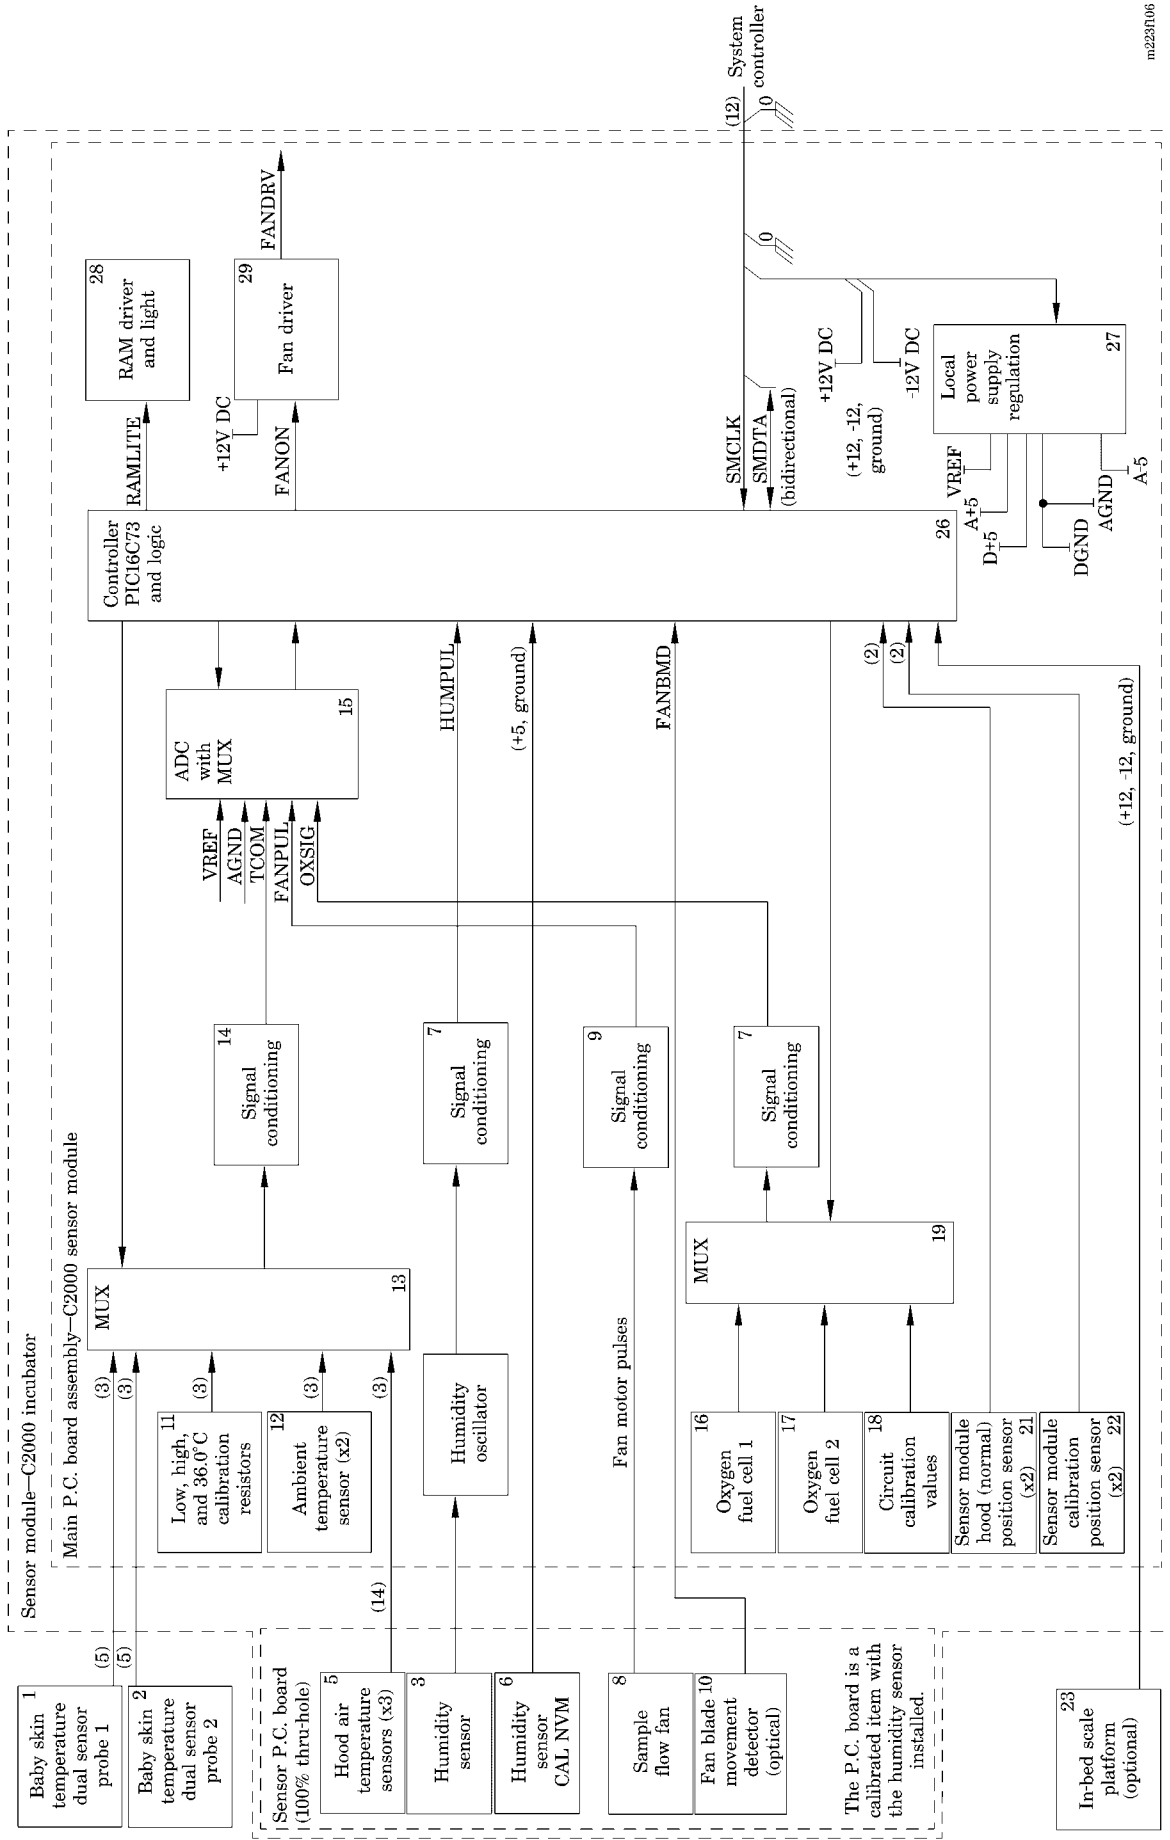 Sensor module—C2000 incubator
Main P.C. board assembly—C2000 sensor module
Baby skin 1
temperature
dual sensor
probe 1
(5)
(3)
Baby skin 2
temperature
dual sensor
probe 2
(5)
(3)
11
Low, high,
and 36.0°C
calibration
resistors
(3)
12
Ambient
temperature
sensor (x2)
(3)
Sensor P.C. board
(100% thru-hole)
5
Hood air
temperature
sensors (x3)
(14)
(3)
3
Humidity
sensor
6
Humidity
sensor
CAL NVM
8
Sample
flow fan
Fan blade 10
movement
detector
(optical)
The P.C. board is a
calibrated item with
the humidity sensor
installed.
23
In-bed scale
platform
(optional)
MUX
13
Humidity
oscillator
Fan motor pulses
16
Oxygen
fuel cell 1
17
Oxygen
fuel cell 2
18
Circuit
calibration
values
Sensor module
hood (normal)
position sensor
(x2) 21
Sensor module
calibration
position sensor
(x2) 22
MUX
19
14
Signal
conditioning
7
Signal
conditioning
9
Signal
conditioning
7
Signal
conditioning
VREF
AGND
TCOM
FANPUL
OXSIG
ADC
with
MUX
15
HUMPUL
(+5, ground)
FANBMD
(2)
(2)
(+12, -12, ground)
Controller
PIC16C73
and logic
26
RAMLITE
28
RAM driver
and light
+12V DC
FANON
29
Fan driver
FANDRV
SMCLK
SMDTA
(bidirectional)
+12V DC
(+12, -12,
ground)
-12V DC
0
(12)
0
System
controller
Local
power
supply
regulation
27
VREF
A+5
D+5
DGND
AGND
A-5
m223f106